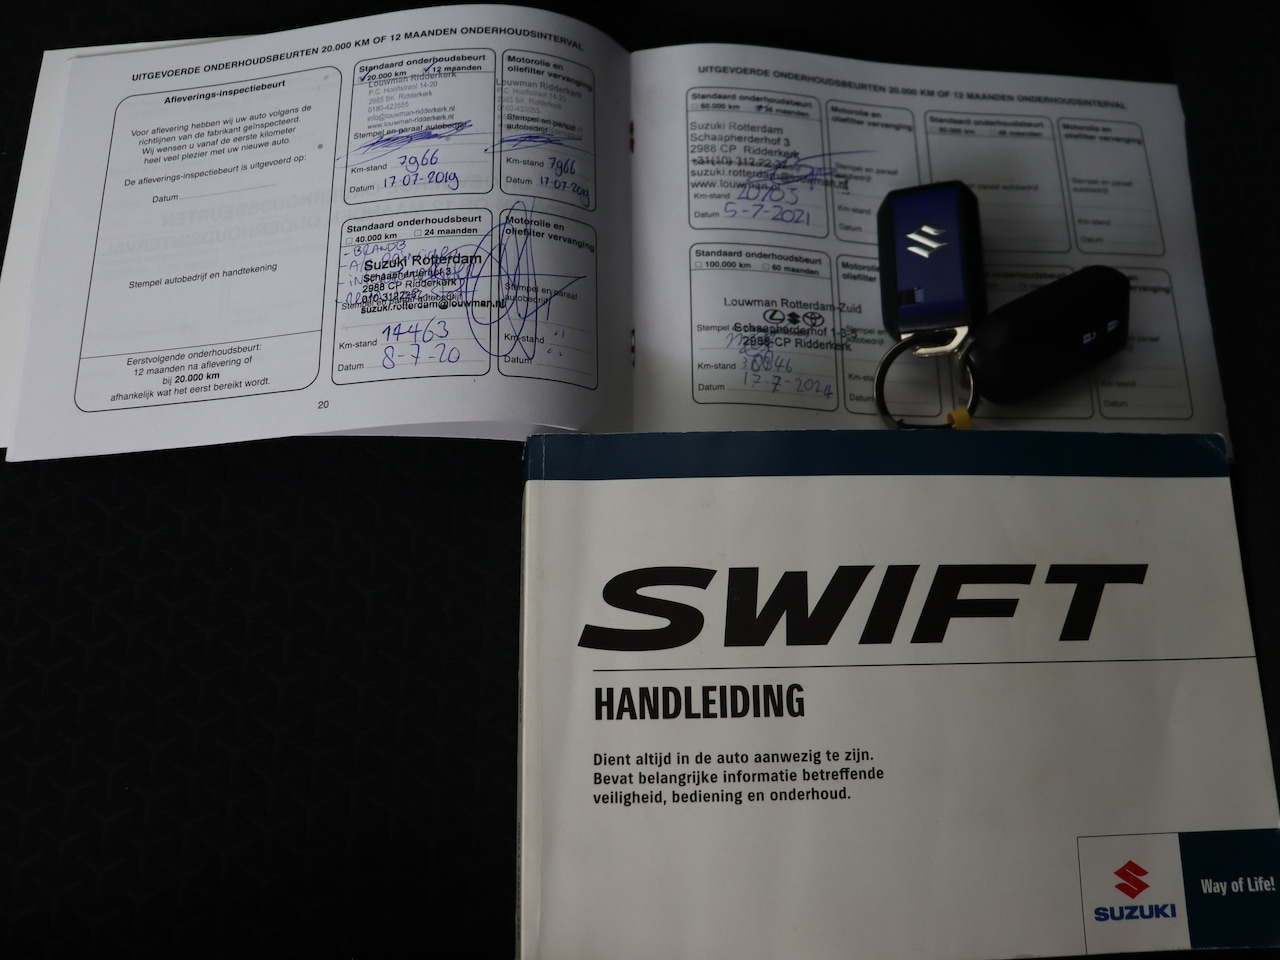 UITGEVOERDE ONDERHOUDSBEURTEN 20.000 KM OF 12 MAANDEN ONDERHOUDSINTERVAL
Afleverings-inspectiebeurt
Voor aflevering hebben wij uw auto volgens de
richtlijnen van de fabrikant geïnspecteerd.
Wij wensen u vanaf de eerste kilometer
heel veel plezier met uw nieuwe auto.
De afleverings-inspectiebeurt is uitgevoerd op:
Datum
Stempel autobedrijf en handtekening
Eerstvolgende onderhoudsbeurt:
12 maanden na aflevering of
bij 20.000 km
afhankelijk wat het eerst bereikt wordt.
Standaard onderhoudsbeurt
20.000 km 12 maanden
Louwman Ridderkerk
P.C. Hooftstraat 14-20
2985 BK Ridderkerk
0180-422555
info@louwman-ridderkerk.nl
www.louwman-ridderkerk.nl
Stempel en paraaf autobedrijf
Km-stand 7966
Datum 17-07-2019
Motorolie en
oliefilter vervanging
Louwman Ridderkerk
Stempel en paraaf
autobedrijf
Km-stand 7966
Datum 17-07-2019
Standaard onderhoudsbeurt
40.000 km 24 maanden
Suzuki Rotterdam
Schaapherderhof 3
2988 CP Ridderkerk
suzuki.rotterdam@louwman.nl
Km-stand 14463
Datum 8-7-20
Motorolie en
oliefilter vervanging
Stempel en paraaf
autobedrijf
Km-stand
Datum
20
UITGEVOERDE ONDERHOUDSBEURTEN 20.000 KM OF 12 MAANDEN ONDERHOUDSINTERVAL
Standaard onderhoudsbeurt
60.000 km 36 maanden
Suzuki Rotterdam
Schaapherderhof 3
2988 CP Ridderkerk
suzuki.rotterdam@louwman.nl
www.louwman.nl
Km-stand
Datum 5-7-2021
Motorolie en
oliefilter vervanging
Stempel en paraaf
autobedrijf
Km-stand
Datum
Standaard onderhoudsbeurt
80.000 km 48 maanden
Motorolie en
oliefilter vervanging
Stempel en paraaf
autobedrijf
Km-stand
Datum
Standaard onderhoudsbeurt
100.000 km 60 maanden
Louwman Rotterdam-Zuid
Schaapherderhof 1-3-5
2988-CP Ridderkerk
Km-stand
Datum 17-7-2024
SWIFT
HANDLEIDING
Dient altijd in de auto aanwezig te zijn.
Bevat belangrijke informatie betreffende
veiligheid, bediening en onderhoud.
SUZUKI
Way of Life!